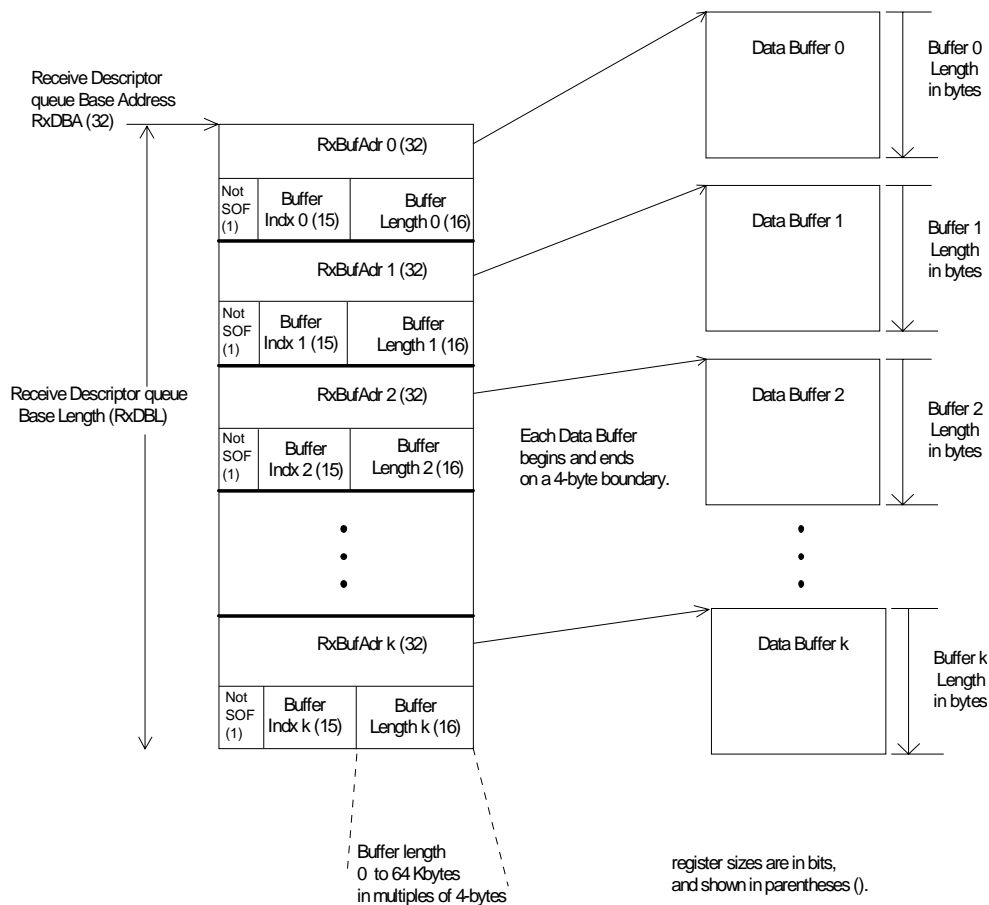 Receive Descriptor
queue Base Address
RxDBA (32)
RxBufAdr 0 (32)
Not
SOF
(1)
Buffer
Indx 0 (15)
Buffer
Length 0 (16)
RxBufAdr 1 (32)
Not
SOF
(1)
Buffer
Indx 1 (15)
Buffer
Length 1 (16)
Receive Descriptor queue
Base Length (RxDBL)
RxBufAdr 2 (32)
Not
SOF
(1)
Buffer
Indx 2 (15)
Buffer
Length 2 (16)
RxBufAdr k (32)
Not
SOF
(1)
Buffer
Indx k (15)
Buffer
Length k (16)
Buffer length
0 to 64 Kbytes
in multiples of 4-bytes
Each Data Buffer
begins and ends
on a 4-byte boundary.
Data Buffer 0
Buffer 0
Length
in bytes
Data Buffer 1
Buffer 1
Length
in bytes
Data Buffer 2
Buffer 2
Length
in bytes
Data Buffer k
Buffer k
Length
in bytes
register sizes are in bits,
and shown in parentheses ().